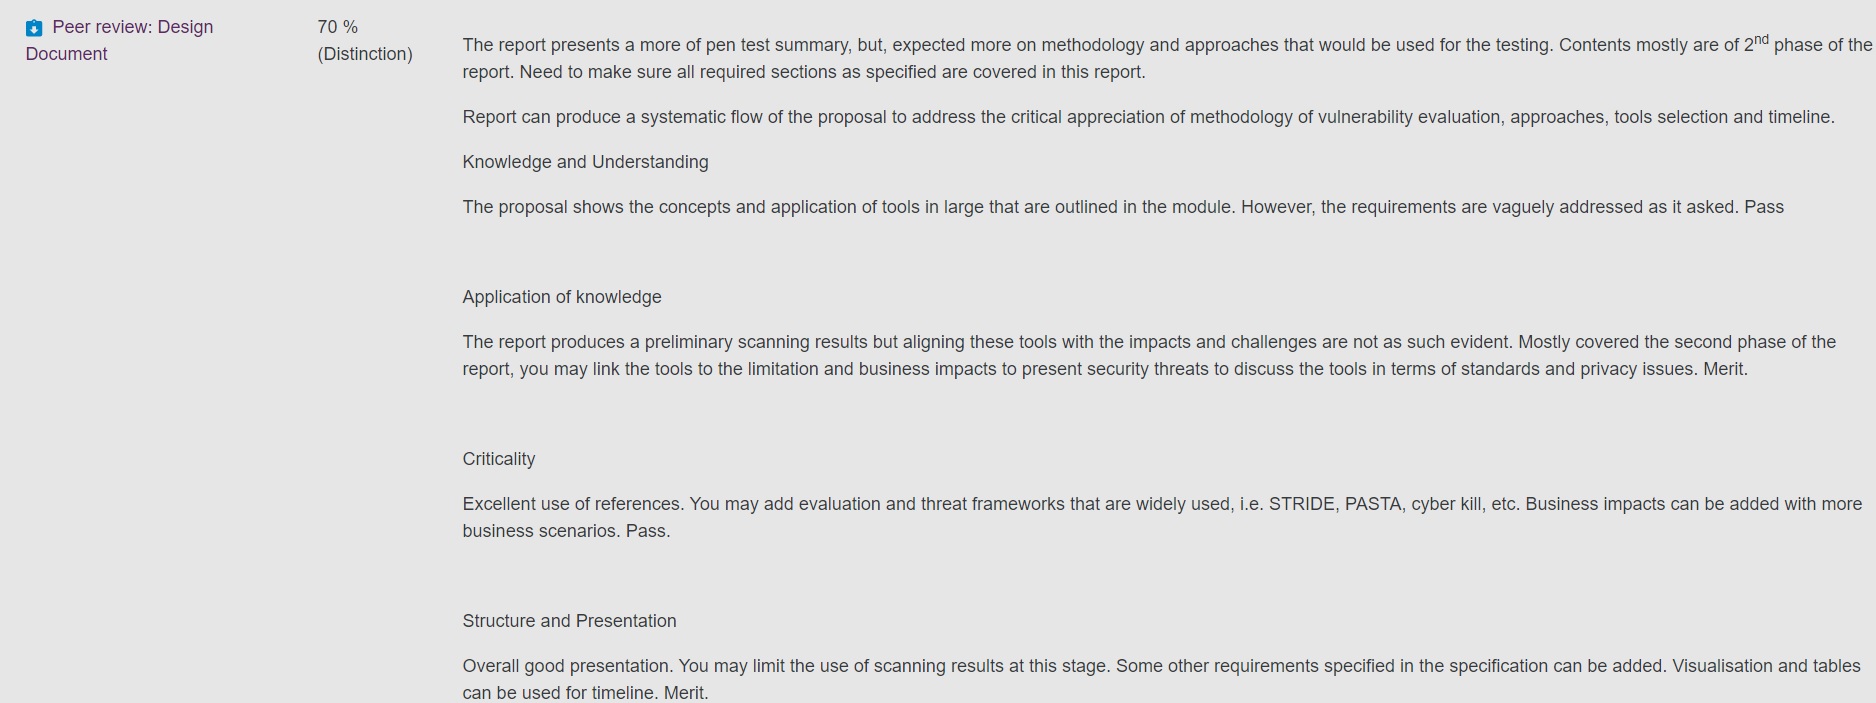 Peer review: Design
Document
70 %
(Distinction)
The report presents a more of pen test summary, but, expected more on methodology and approaches that would be used for the testing. Contents mostly are of 2nd phase of the
report. Need to make sure all required sections as specified are covered in this report.
Report can produce a systematic flow of the proposal to address the critical appreciation of methodology of vulnerability evaluation, approaches, tools selection and timeline.
Knowledge and Understanding
The proposal shows the concepts and application of tools in large that are outlined in the module. However, the requirements are vaguely addressed as it asked. Pass
Application of knowledge
The report produces a preliminary scanning results but aligning these tools with the impacts and challenges are not as such evident. Mostly covered the second phase of the
report, you may link the tools to the limitation and business impacts to present security threats to discuss the tools in terms of standards and privacy issues. Merit.
Criticality
Excellent use of references. You may add evaluation and threat frameworks that are widely used, i.e. STRIDE, PASTA, cyber kill, etc. Business impacts can be added with more
business scenarios. Pass.
Structure and Presentation
Overall good presentation. You may limit the use of scanning results at this stage. Some other requirements specified in the specification can be added. Visualisation and tables
can be used for timeline. Merit.